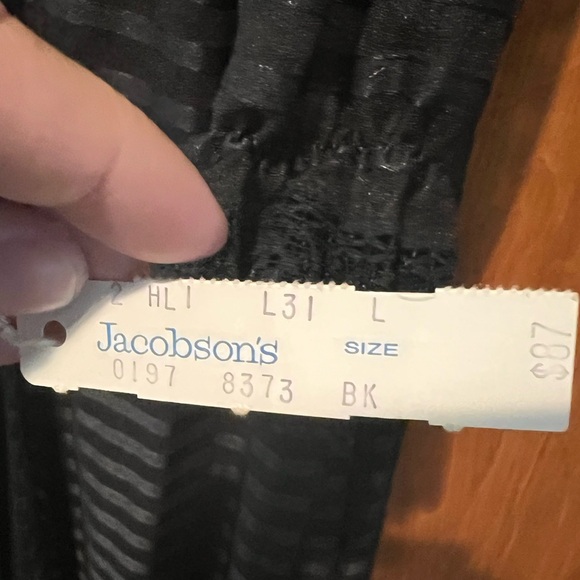 2 HL1 L31 L
Jacobson's SIZE
0197 8373 BK
$87